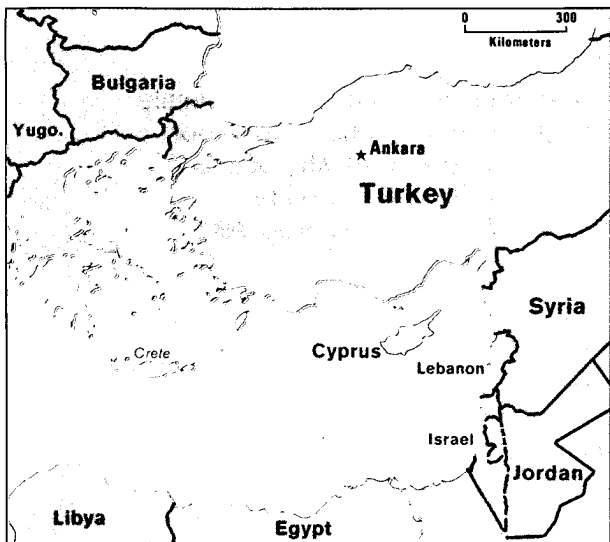 0 300
Kilometers
Bulgaria
Yugo.
Ankara
Turkey
Syria
Cyprus
Crete
Lebanon
Israel
Jordan
Libya
Egypt